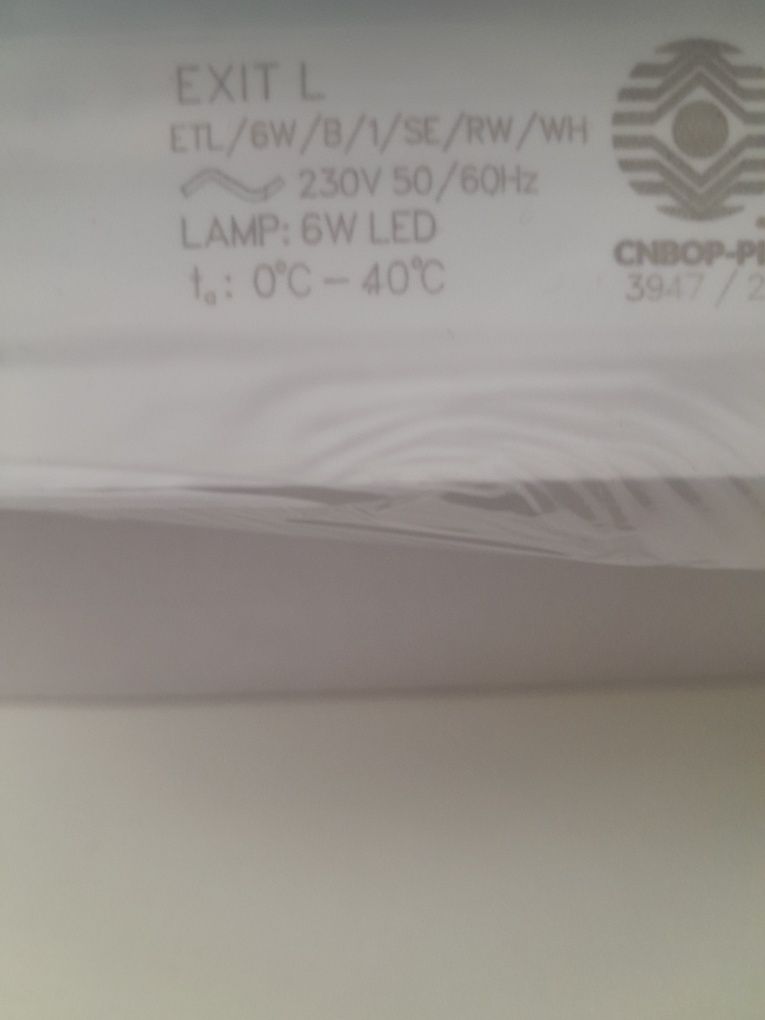 EXIT L
ETL/6W/B/1/SE/RW/WH
230V 50/60Hz
LAMP: 6W LED
ta: 0°C – 40°C
CNBOP-P
3947 / 2